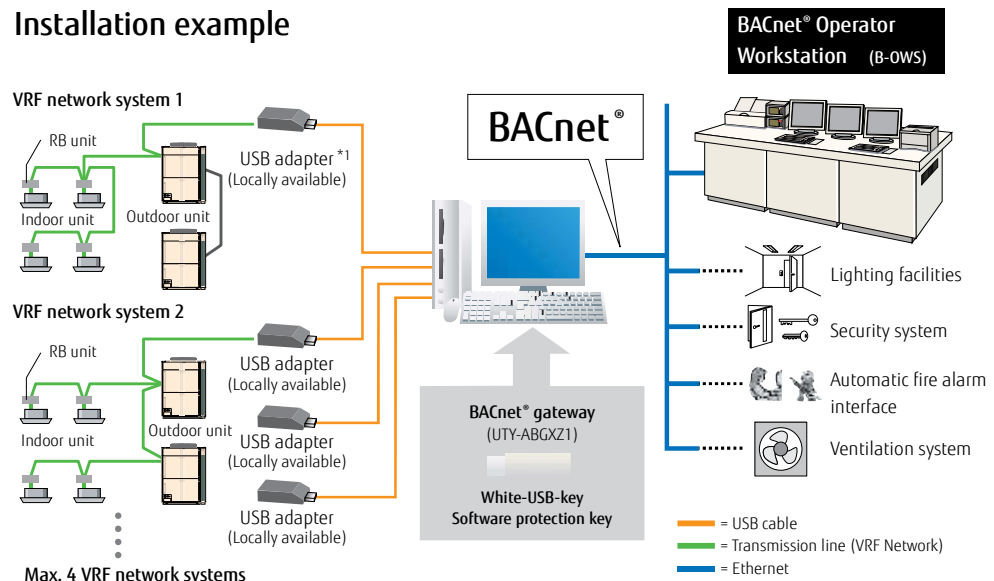 Installation example
BACnet® Operator
Workstation (B-OWS)
VRF network system 1
RB unit
Indoor unit
Outdoor unit
USB adapter *1
(Locally available)
BACnet®
VRF network system 2
RB unit
Indoor unit
Outdoor unit
USB adapter
(Locally available)
USB adapter
(Locally available)
USB adapter
(Locally available)
Max. 4 VRF network systems
BACnet® gateway
(UTY-ABGXZ1)
White-USB-key
Software protection key
Lighting facilities
Security system
Automatic fire alarm
interface
Ventilation system
= USB cable
= Transmission line (VRF Network)
= Ethernet